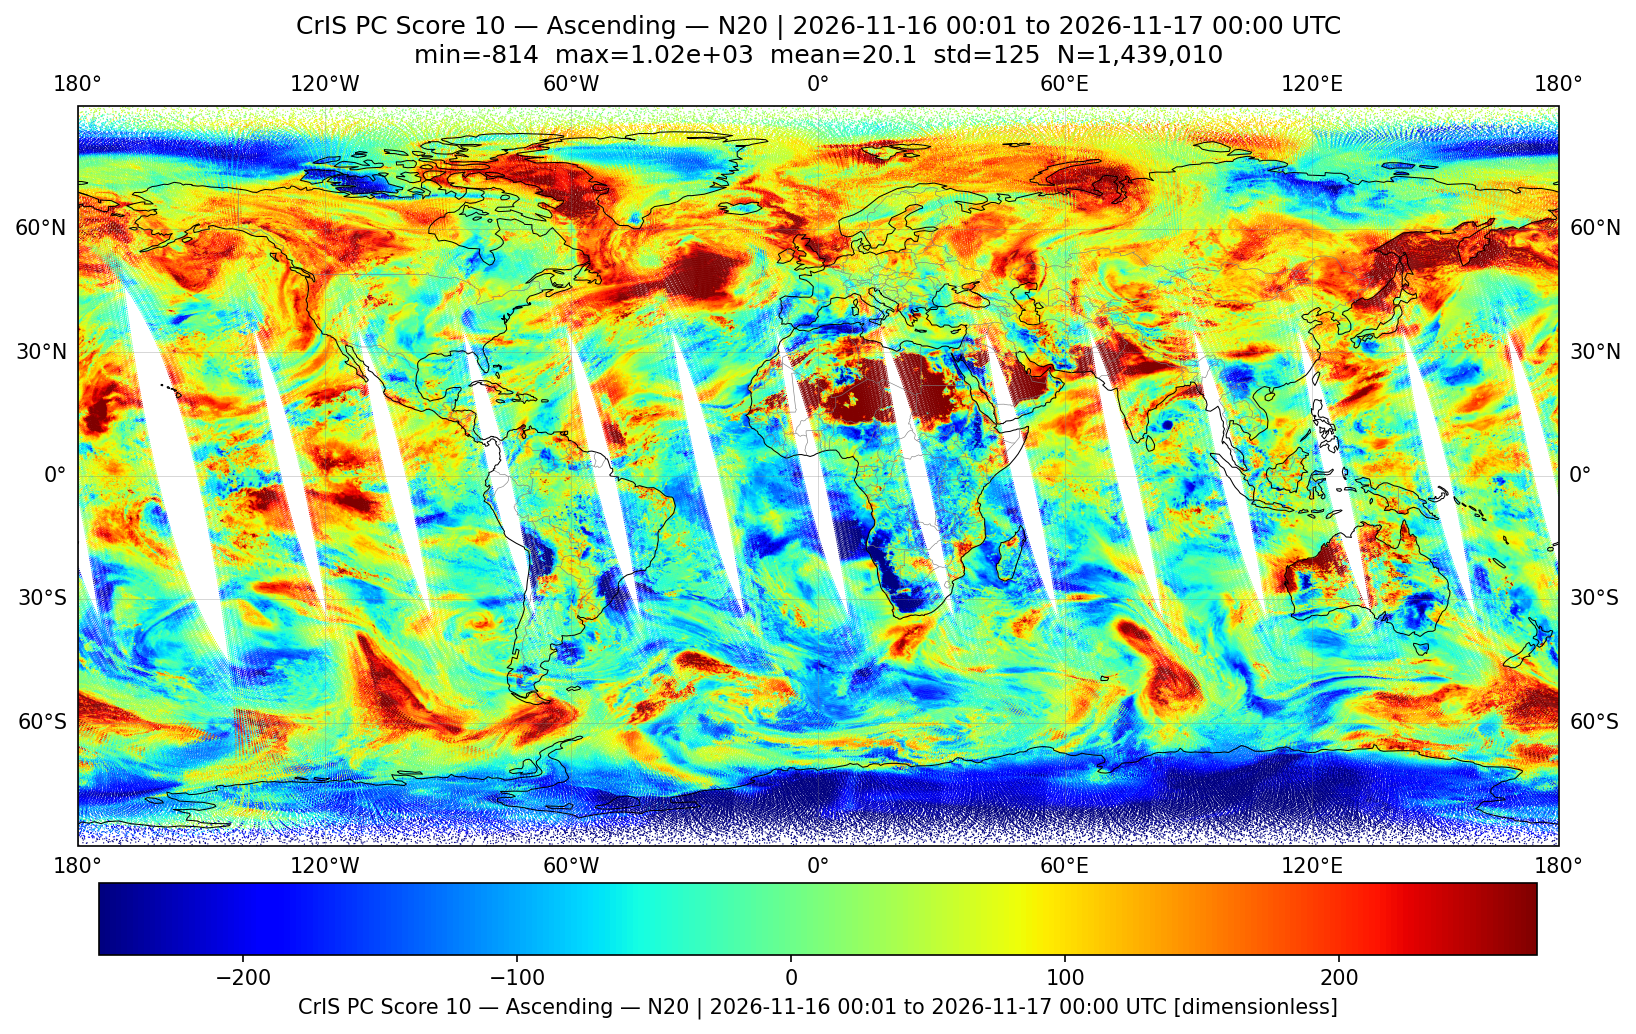 CrIS PC Score 10 — Ascending — N20 | 2026-11-16 00:01 to 2026-11-17 00:00 UTC
min=-814  max=1.02e+03  mean=20.1  std=125  N=1,439,010
180° 120°W 60°W 0° 60°E 120°E 180°
60°N 60°N
30°N 30°N
0° 0°
30°S 30°S
60°S 60°S
180° 120°W 60°W 0° 60°E 120°E 180°
−200 −100 0 100 200
CrIS PC Score 10 — Ascending — N20 | 2026-11-16 00:01 to 2026-11-17 00:00 UTC [dimensionless]